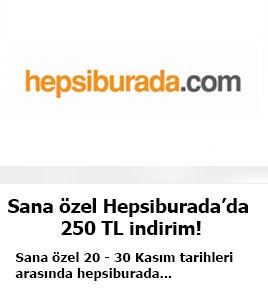 hepsiburada.com
Sana özel Hepsiburada’da
250 TL indirim!
Sana özel 20 - 30 Kasım tarihleri
arasında hepsiburada...